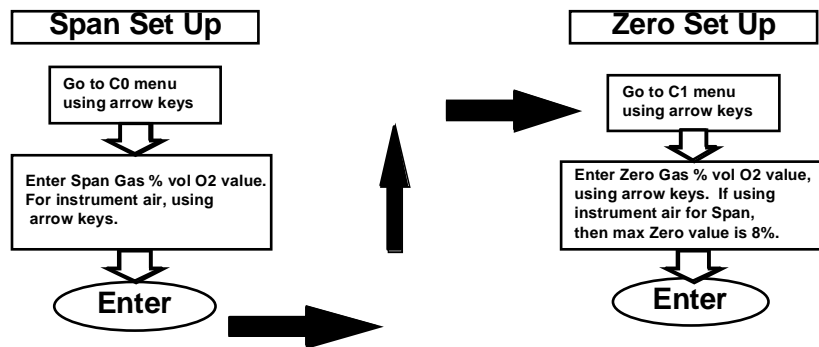 Span Set Up
Go to C0 menu
using arrow keys
Enter Span Gas % vol O2 value.
For instrument air, using
arrow keys.
Enter
Zero Set Up
Go to C1 menu
using arrow keys
Enter Zero Gas % vol O2 value,
using arrow keys. If using
instrument air for Span,
then max Zero value is 8%.
Enter